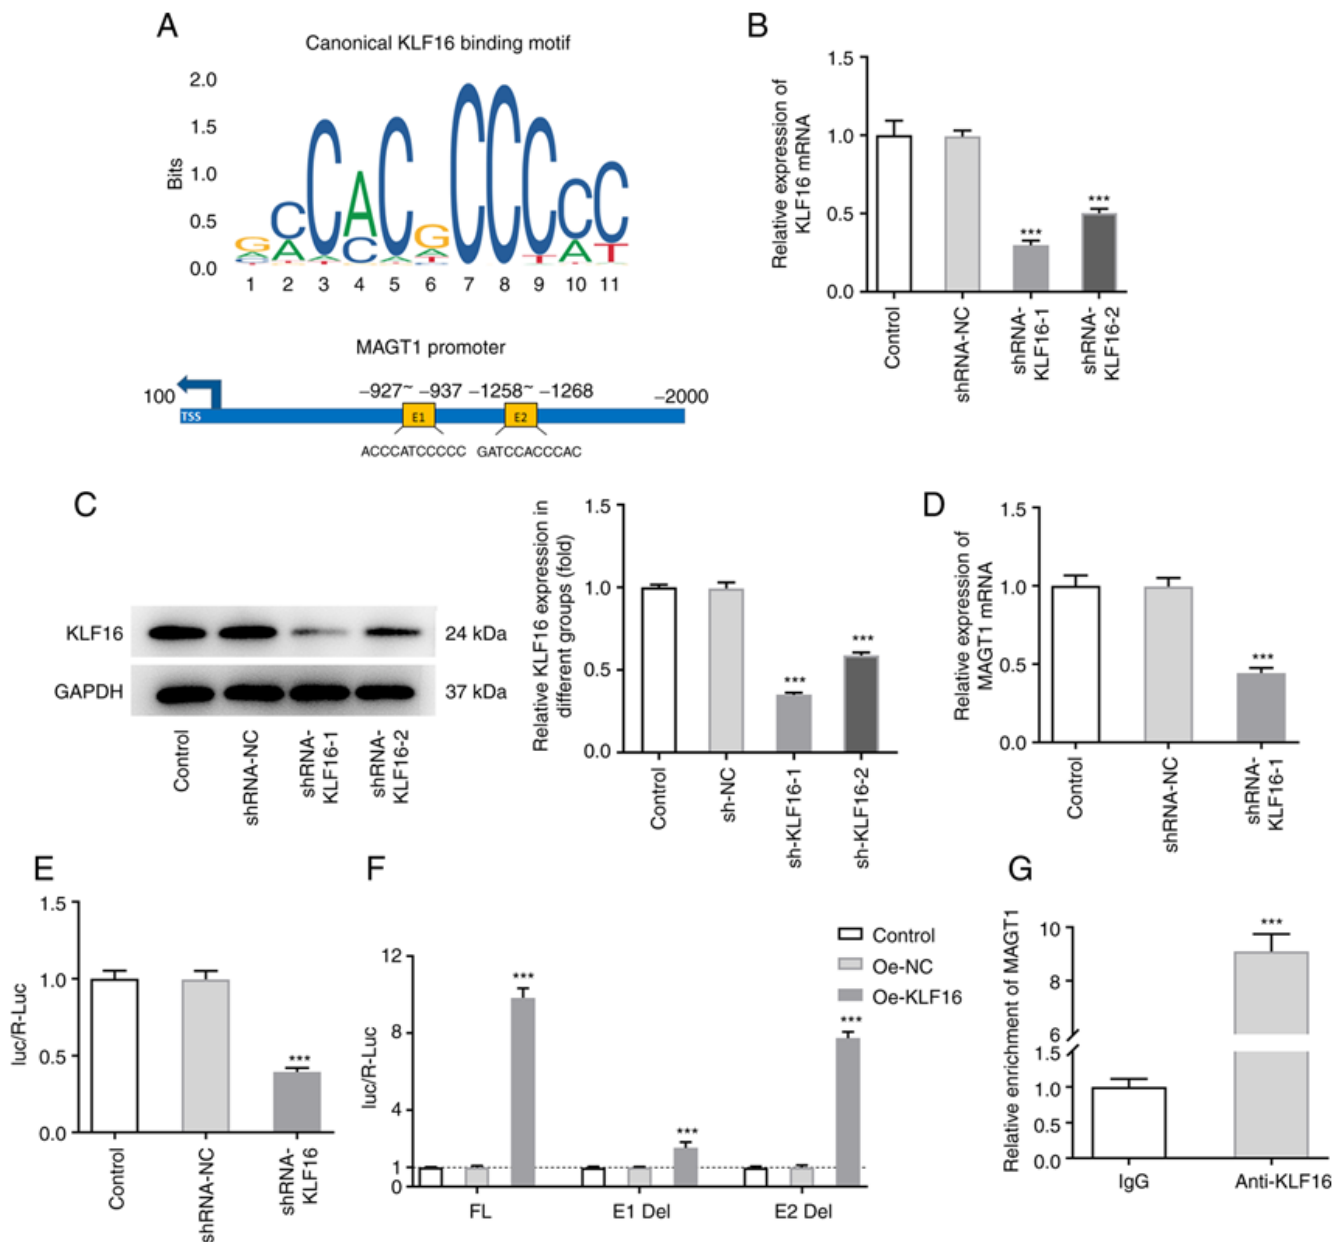 A
Canonical KLF16 binding motif
Bits
2.0
1.5
1.0
0.5
0.0
1 2 3 4 5 6 7 8 9 10 11
MAGT1 promoter
100
−927~ −937 −1258~ −1268
−2000
TSS
E1
E2
ACCCATCCCCC GATCCACCCAC
B
Relative expression of
KLF16 mRNA
1.5
1.0
0.5
0.0
***
***
Control
shRNA-NC
shRNA-
KLF16-1
shRNA-
KLF16-2
C
KLF16
24 kDa
GAPDH
37 kDa
Control
shRNA-NC
shRNA-
KLF16-1
shRNA-
KLF16-2
Relative KLF16 expression in
different groups (fold)
1.5
1.0
0.5
0.0
***
***
Control
sh-NC
sh-KLF16-1
sh-KLF16-2
D
Relative expression of
MAGT1 mRNA
1.5
1.0
0.5
0.0
***
Control
shRNA-NC
shRNA-
KLF16-1
E
luc/R-Luc
1.5
1.0
0.5
0.0
***
Control
shRNA-NC
shRNA-
KLF16
F
luc/R-Luc
12
8
4
1
0
***
***
***
Control
Oe-NC
Oe-KLF16
FL
E1 Del
E2 Del
G
Relative enrichment of MAGT1
10
8
6
1.5
1.0
0.5
0.0
***
IgG
Anti-KLF16